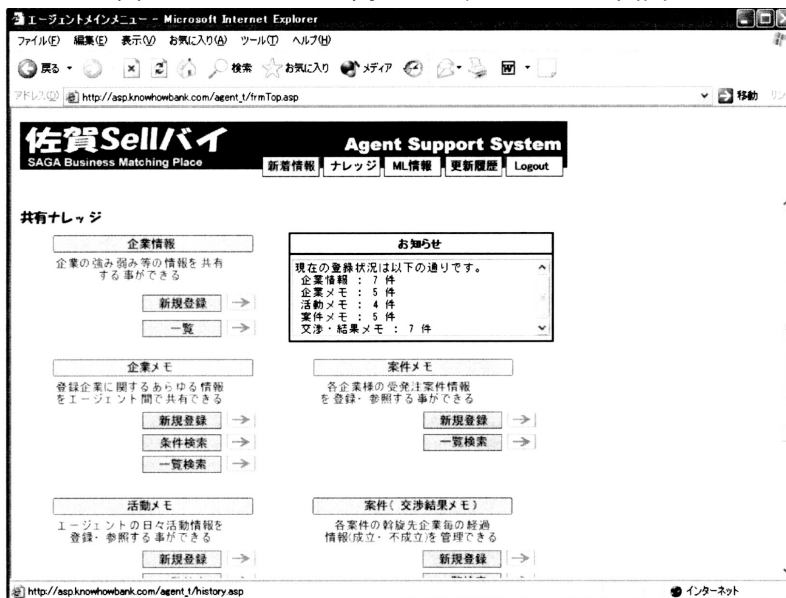 エージェントメインメニュー - Microsoft Internet Explorer
ファイル(F) 編集(E) 表示(V) お気に入り(A) ツール(T) ヘルプ(H)
戻る 検索 お気に入り メディア
アドレス(D) http://asp.knowhowbank.com/agent_t/frmTop.asp 移動 リンク
佐賀Sellバイ Agent Support System
SAGA Business Matching Place
新着情報 ナレッジ ML情報 更新履歴 Logout
共有ナレッジ
企業情報
企業の強み弱み等の情報を共有
する事ができる
新規登録
一覧
お知らせ
現在の登録状況は以下の通りです。
企業情報 : 7 件
企業メモ : 5 件
活動メモ : 4 件
案件メモ : 5 件
交渉・結果メモ : 7 件
企業メモ
登録企業に関するあらゆる情報
をエージェント間で共有できる
新規登録
条件検索
一覧検索
案件メモ
各企業様の受発注案件情報
を登録・参照する事ができる
新規登録
一覧検索
活動メモ
エージェントの日々活動情報を
登録・参照する事ができる
新規登録
案件(交渉結果メモ)
各案件の斡旋先企業毎の経過
情報(成立・不成立)を管理できる
新規登録
http://asp.knowhowbank.com/agent_t/history.asp インターネット